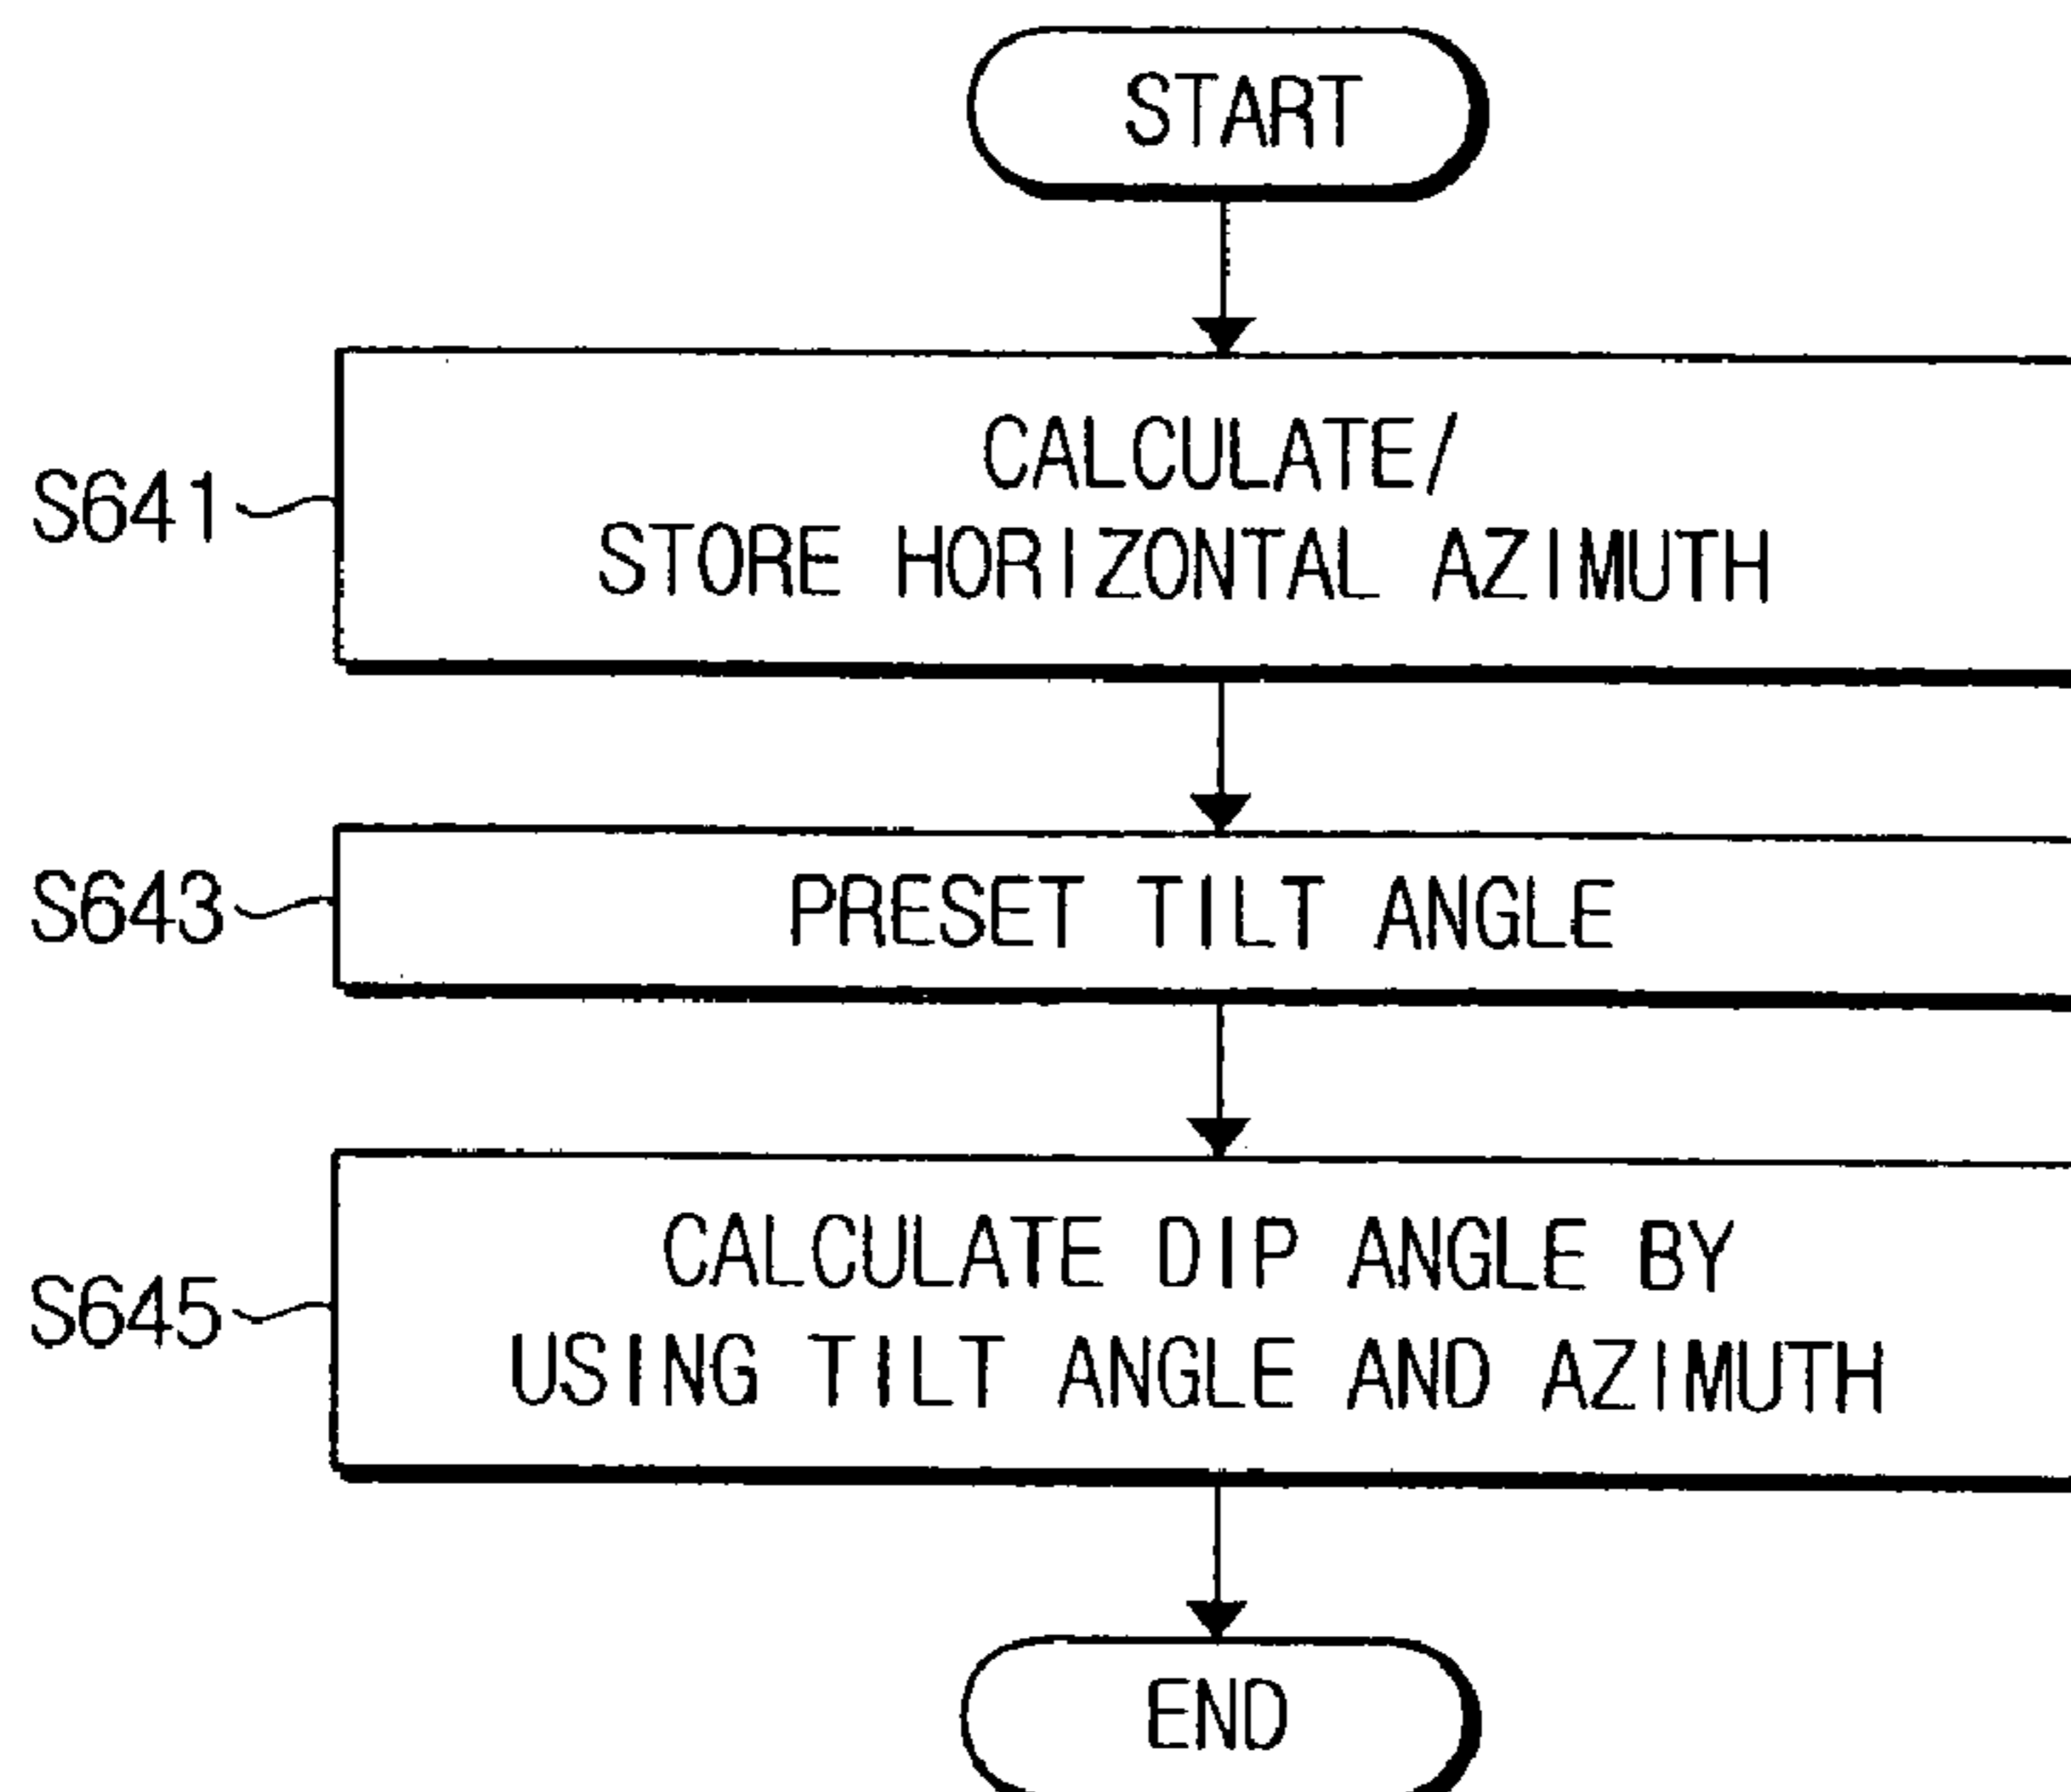 START
S641
CALCULATE/
STORE HORIZONTAL AZIMUTH
S643
PRESET TILT ANGLE
S645
CALCULATE DIP ANGLE BY
USING TILT ANGLE AND AZIMUTH
END